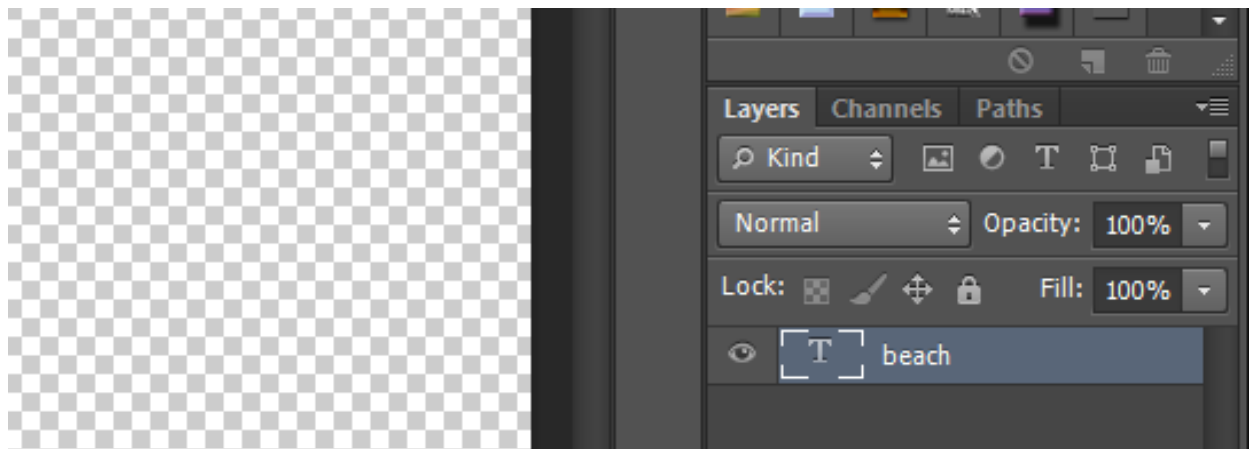 Layers Channels Paths
Kind T
Normal Opacity: 100%
Lock: Fill: 100%
T beach